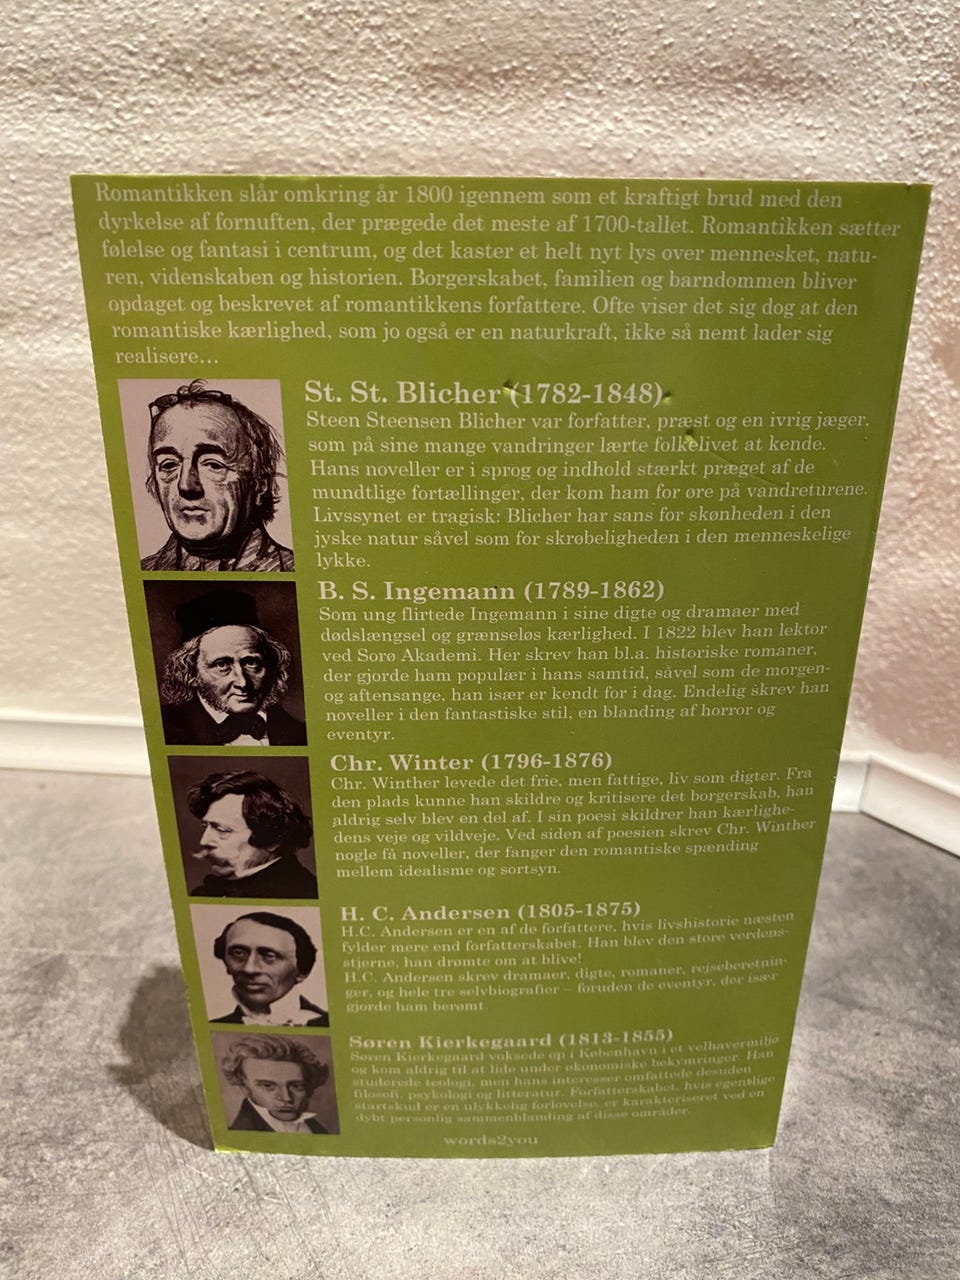 Romantikken slår omkring år 1800 igennem som et kraftigt brud med den
dyrkelse af fornuften, der prægede det meste af 1700-tallet. Romantikken sætter
følelse og fantasi i centrum, og det kaster et helt nyt lys over mennesket, natu-
ren, videnskaben og historien. Borgerskabet, familien og barndommen bliver
opdaget og beskrevet af romantikkens forfattere. Ofte viser det sig dog at den
romantiske kærlighed, som jo også er en naturkraft, ikke så nemt lader sig
realisere...
St. St. Blicher (1782-1848)
Steen Steensen Blicher var forfatter, præst og en ivrig jæger,
som på sine mange vandringer lærte folkelivet at kende.
Hans noveller er i sprog og indhold stærkt præget af de
mundtlige fortællinger, der kom ham for øre på vandreturene.
Livssynet er tragisk: Blicher har sans for skønheden i den
jyske natur såvel som for skrøbeligheden i den menneskelige
lykke.
B. S. Ingemann (1789-1862)
Som ung flirtede Ingemann i sine digte og dramaer med
dødslængsel og grænseløs kærlighed. I 1822 blev han lektor
ved Sorø Akademi. Her skrev han bl.a. historiske romaner,
der gjorde ham populær i hans samtid, såvel som de morgen-
og aftensange, han især er kendt for i dag. Endelig skrev han
noveller i den fantastiske stil, en blanding af horror og
eventyr.
Chr. Winter (1796-1876)
Chr. Winther levede det frie, men fattige, liv som digter. Fra
den plads kunne han skildre og kritisere det borgerskab, han
aldrig selv blev en del af. I sin poesi skildrer han kærlighe-
dens veje og vildveje. Ved siden af poesien skrev Chr. Winther
nogle få noveller, der fanger den romantiske spænding
mellem idealisme og sortsyn.
H. C. Andersen (1805-1875)
H.C. Andersen er en af de forfattere, hvis livshistorie næsten
fylder mere end forfatterskabet. Han blev den store verdens-
stjerne, han drømte om at blive!
H.C. Andersen skrev dramaer, digte, romaner, rejseberetnin-
ger, og hele tre selvbiografier – foruden de eventyr, der især
gjorde ham berømt.
Søren Kierkegaard (1813-1855)
Søren Kierkegaard voksede op i København i et velhavermiljø
og kom aldrig til at lide under økonomiske bekymringer. Han
studerede teologi, men hans interesser omfattede desuden
filosofi, psykologi og litteratur. Forfatterskabet, hvis egentlige
startskud er en ulykkelig forlovelse, er karakteriseret ved en
dybt personlig sammenblanding af disse områder.
words2you